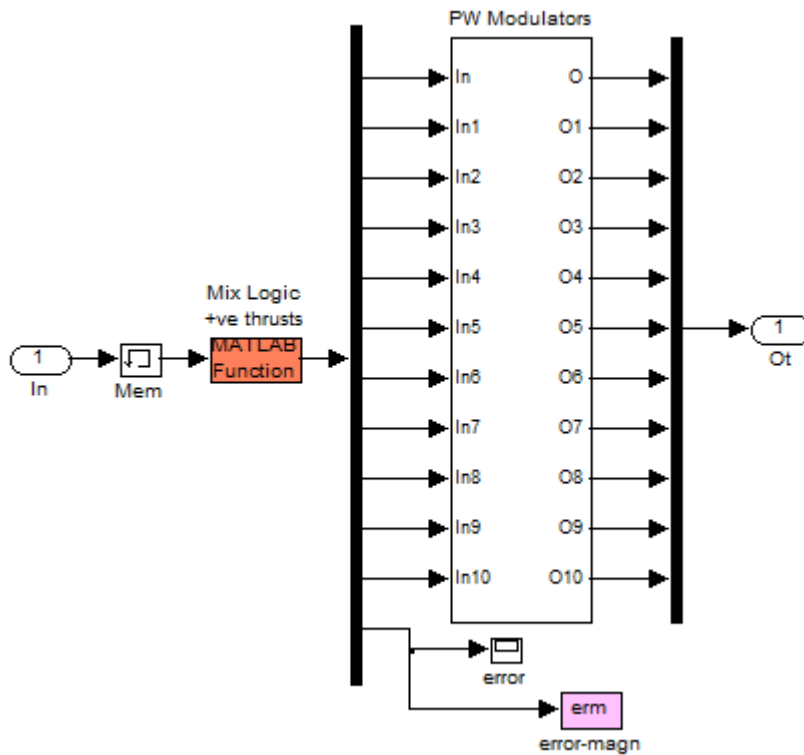 PW Modulators
In O
In1 O1
In2 O2
In3 O3
Mix Logic
+ve thrusts
In4 O4
1
MATLAB
Function
In5 O5
1
In
Mem
In6 O6
Ot
In7 O7
In8 O8
In9 O9
In10 O10
error
erm
error-magn